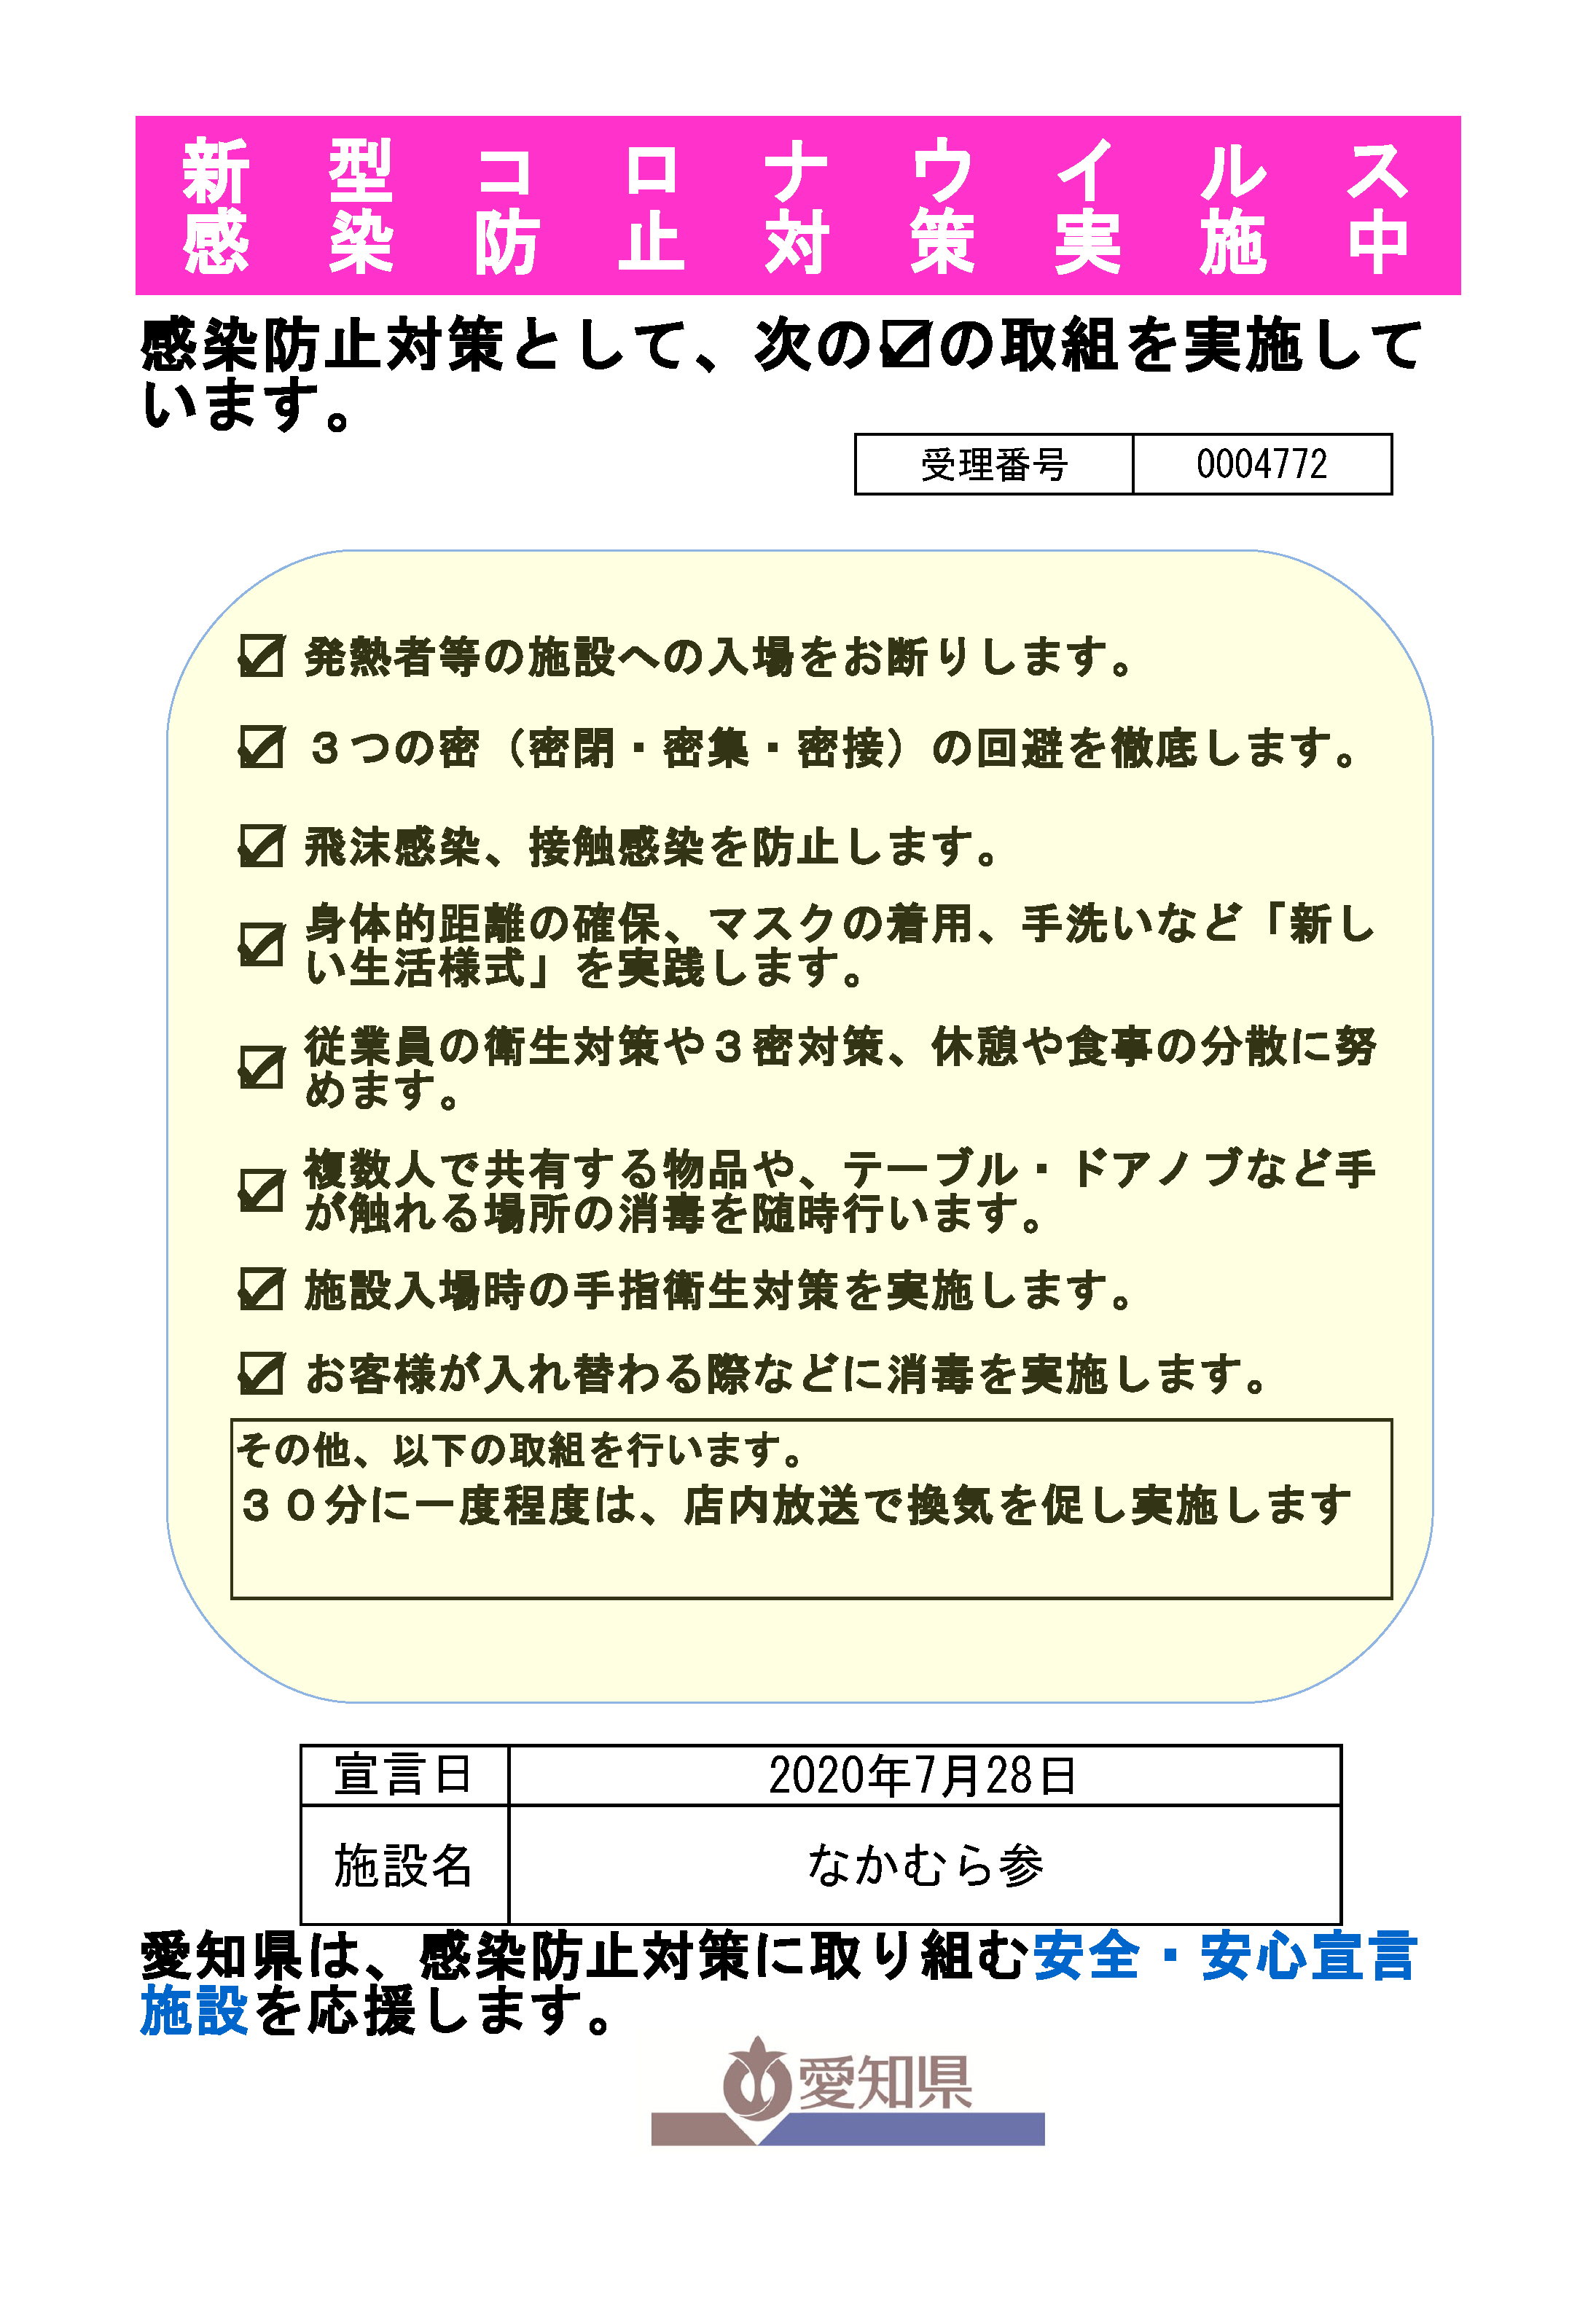 新型コロナウイルス
感染防止対策実施中
感染防止対策として、次の☑の取組を実施して
います。
受理番号 0004772
☑ 発熱者等の施設への入場をお断りします。
☑ ３つの密（密閉・密集・密接）の回避を徹底します。
☑ 飛沫感染、接触感染を防止します。
☑ 身体的距離の確保、マスクの着用、手洗いなど「新し
い生活様式」を実践します。
☑ 従業員の衛生対策や３密対策、休憩や食事の分散に努
めます。
☑ 複数人で共有する物品や、テーブル・ドアノブなど手
が触れる場所の消毒を随時行います。
☑ 施設入場時の手指衛生対策を実施します。
☑ お客様が入れ替わる際などに消毒を実施します。
その他、以下の取組を行います。
３０分に一度程度は、店内放送で換気を促し実施します
宣言日 2020年7月28日
施設名 なかむら参
愛知県は、感染防止対策に取り組む安全・安心宣言
施設を応援します。
愛知県